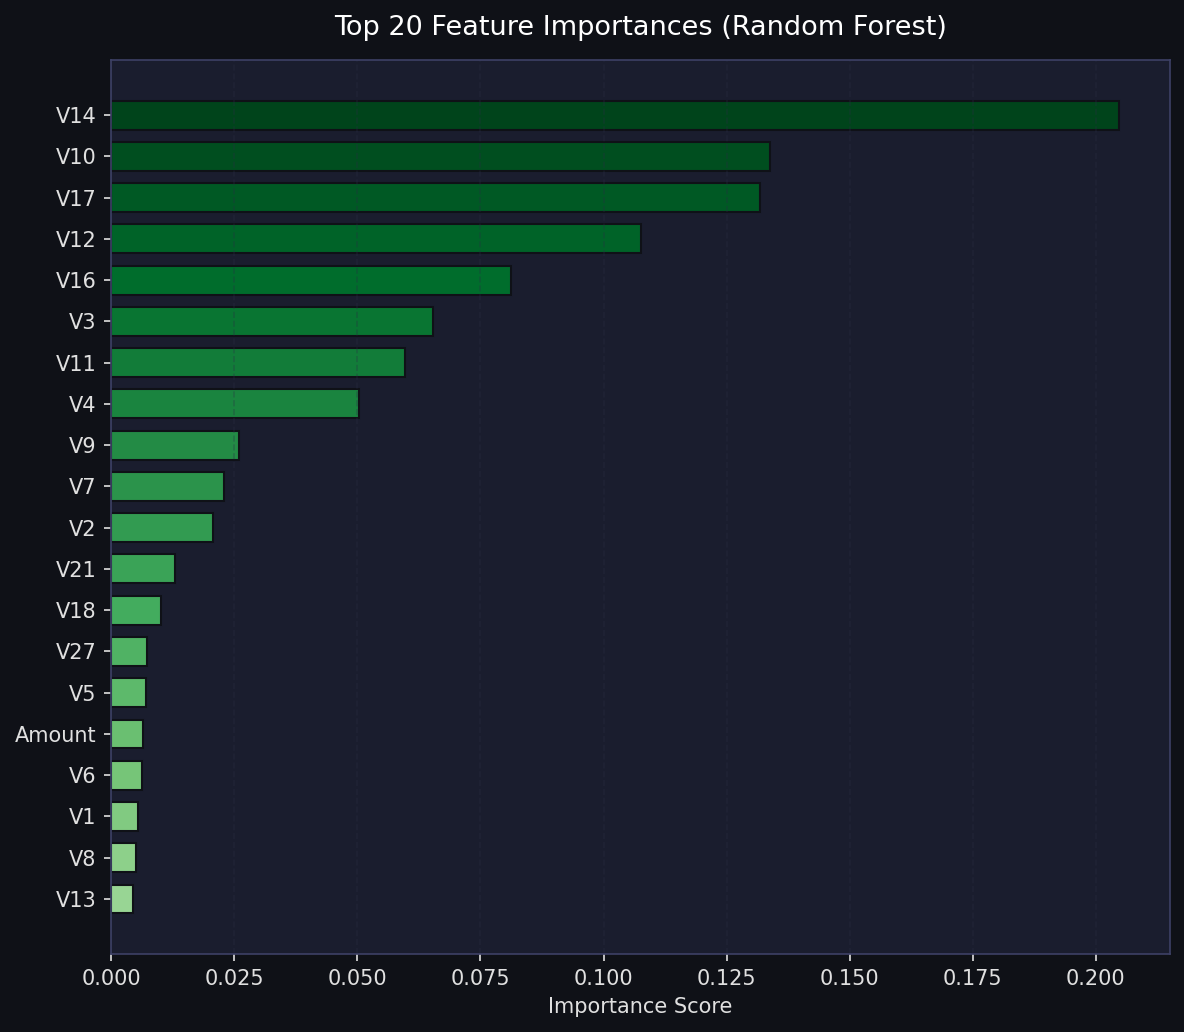 Top 20 Feature Importances (Random Forest)
V14
V10
V17
V12
V16
V3
V11
V4
V9
V7
V2
V21
V18
V27
V5
Amount
V6
V1
V8
V13
0.000 0.025 0.050 0.075 0.100 0.125 0.150 0.175 0.200
Importance Score